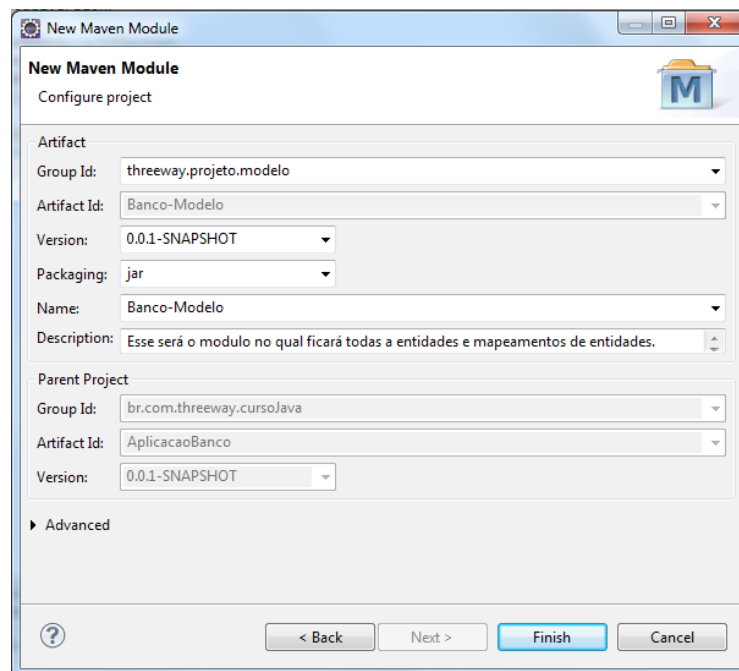 New Maven Module
New Maven Module
Configure project
M
Artifact
Group Id: threeway.projeto.modelo
Artifact Id: Banco-Modelo
Version: 0.0.1-SNAPSHOT
Packaging: jar
Name: Banco-Modelo
Description: Esse será o modulo no qual ficará todas a entidades e mapeamentos de entidades.
Parent Project
Group Id: br.com.threeway.cursoJava
Artifact Id: AplicacaoBanco
Version: 0.0.1-SNAPSHOT
Advanced
? < Back Next > Finish Cancel